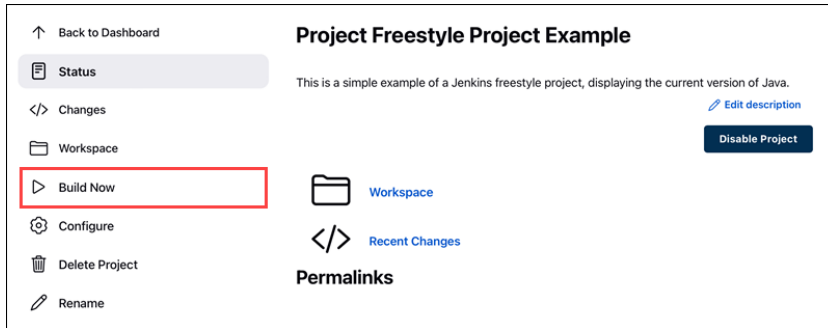 Back to Dashboard
Status
Changes
Workspace
Build Now
Configure
Delete Project
Rename
Project Freestyle Project Example
This is a simple example of a Jenkins freestyle project, displaying the current version of Java.
Edit description
Disable Project
Workspace
Recent Changes
Permalinks